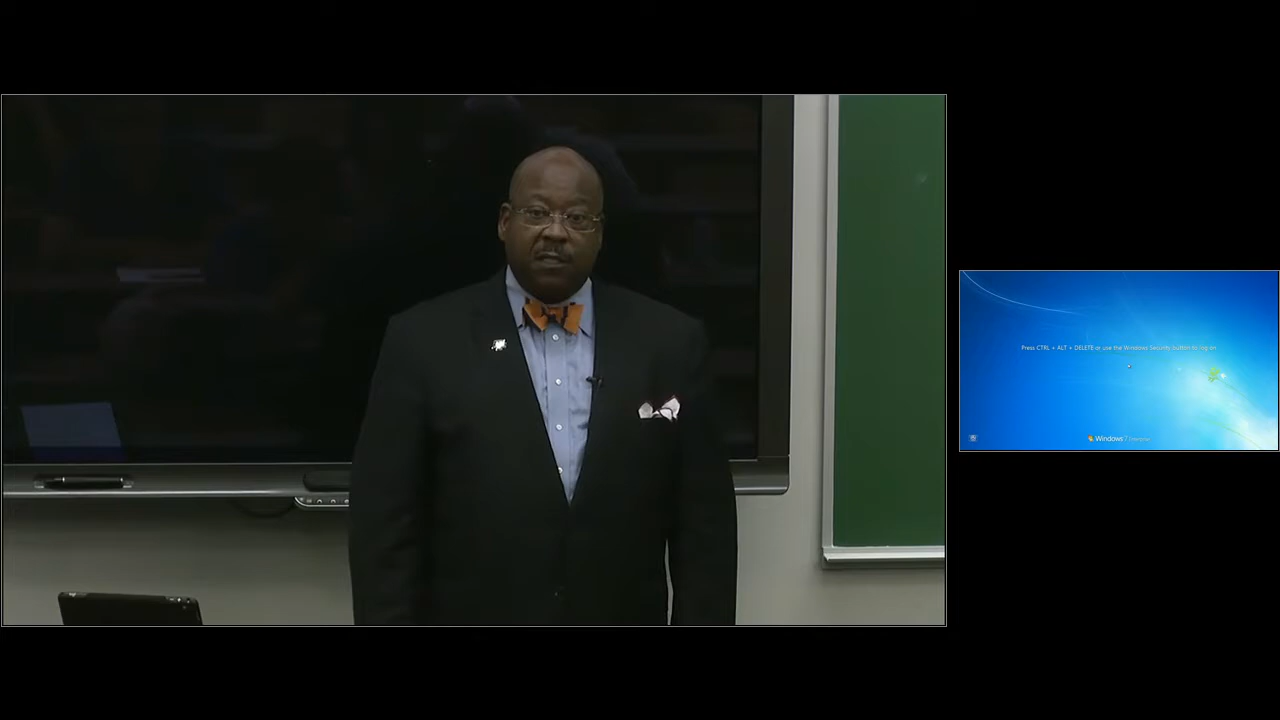 Press CTRL + ALT + DELETE or use the Windows Security button to log on.
Windows 7 Enterprise